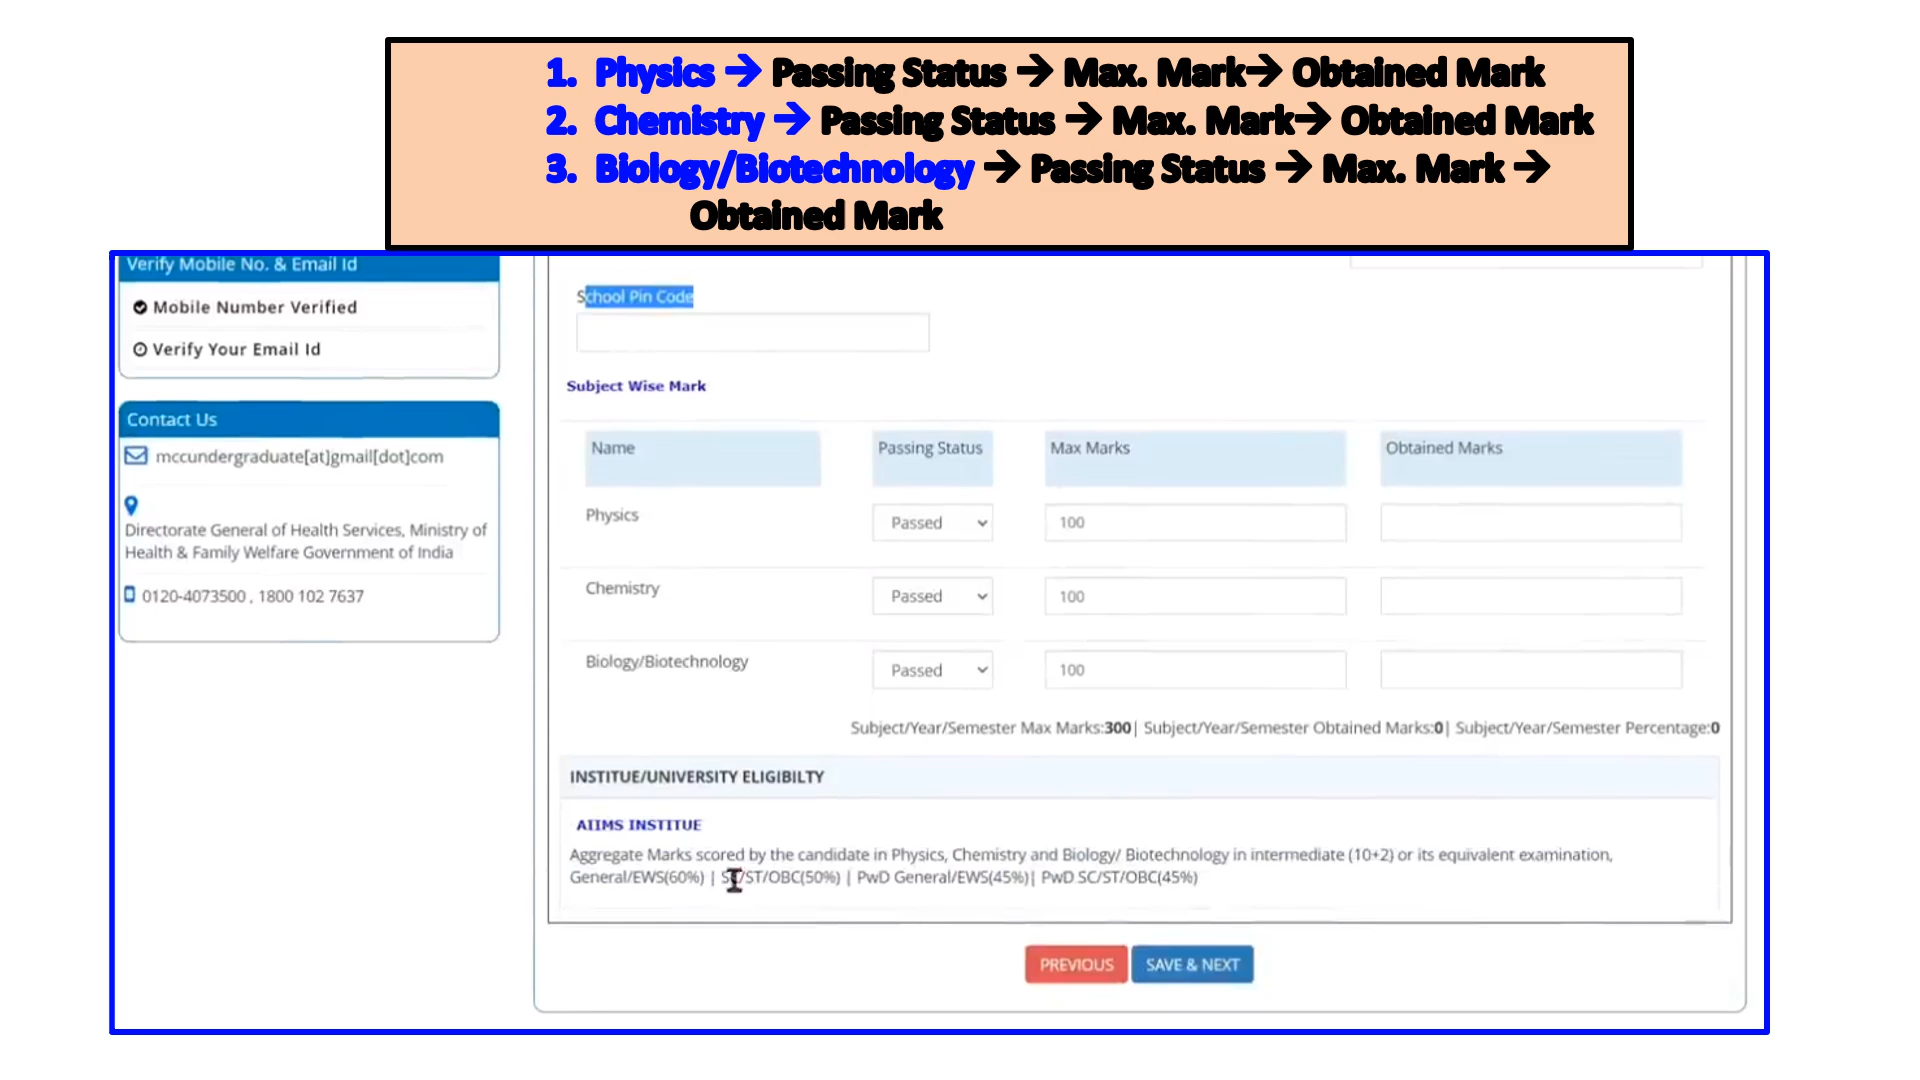 1. Physics → Passing Status → Max. Mark→ Obtained Mark
2. Chemistry → Passing Status → Max. Mark→ Obtained Mark
3. Biology/Biotechnology → Passing Status → Max. Mark →
Obtained Mark
Verify Mobile No. & Email Id
Mobile Number Verified
Verify Your Email Id
Contact Us
mccundergraduate[at]gmail[dot]com
Directorate General of Health Services, Ministry of
Health & Family Welfare Government of India
0120-4073500 , 1800 102 7637
School Pin Code
Subject Wise Mark
Name Passing Status Max Marks Obtained Marks
Physics Passed 100
Chemistry Passed 100
Biology/Biotechnology Passed 100
Subject/Year/Semester Max Marks:300| Subject/Year/Semester Obtained Marks:0| Subject/Year/Semester Percentage:0
INSTITUE/UNIVERSITY ELIGIBILTY
AIIMS INSTITUE
Aggregate Marks scored by the candidate in Physics, Chemistry and Biology/ Biotechnology in intermediate (10+2) or its equivalent examination,
General/EWS(60%) | SC/ST/OBC(50%) | PwD General/EWS(45%)| PwD SC/ST/OBC(45%)
PREVIOUS SAVE & NEXT